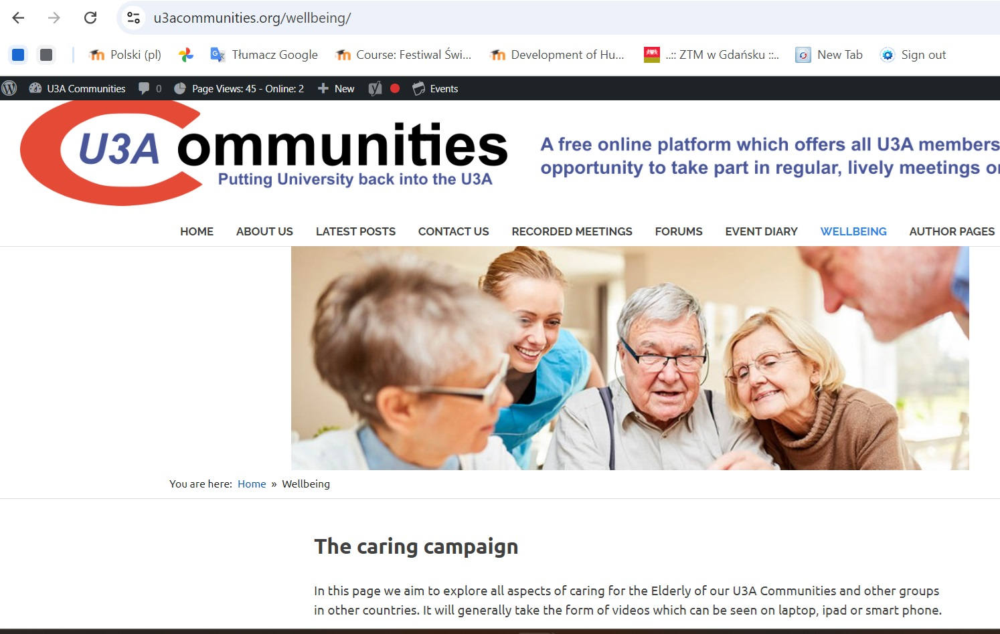 u3acommunities.org/wellbeing/
Polski (pl) Tłumacz Google Course: Festiwal Świ... Development of Hu... ..:: ZTM w Gdańsku ::.. New Tab Sign out
U3A Communities 0 Page Views: 45 - Online: 2 New Events
U3A Communities
Putting University back into the U3A
A free online platform which offers all U3A members
opportunity to take part in regular, lively meetings
HOME ABOUT US LATEST POSTS CONTACT US RECORDED MEETINGS FORUMS EVENT DIARY WELLBEING AUTHOR PAGES
You are here: Home » Wellbeing
The caring campaign
In this page we aim to explore all aspects of caring for the Elderly of our U3A Communities and other groups
in other countries. It will generally take the form of videos which can be seen on laptop, ipad or smart phone.